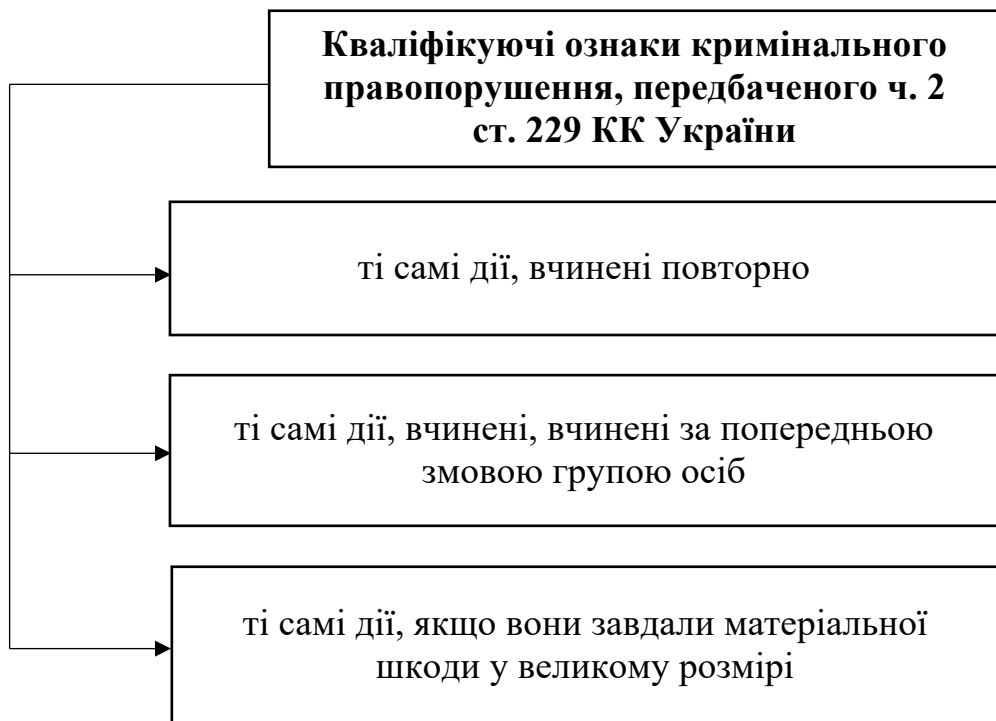 Кваліфікуючі ознаки кримінального
правопорушення, передбаченого ч. 2
ст. 229 КК України
ті самі дії, вчинені повторно
ті самі дії, вчинені, вчинені за попередньою
змовою групою осіб
ті самі дії, якщо вони завдали матеріальної
шкоди у великому розмірі